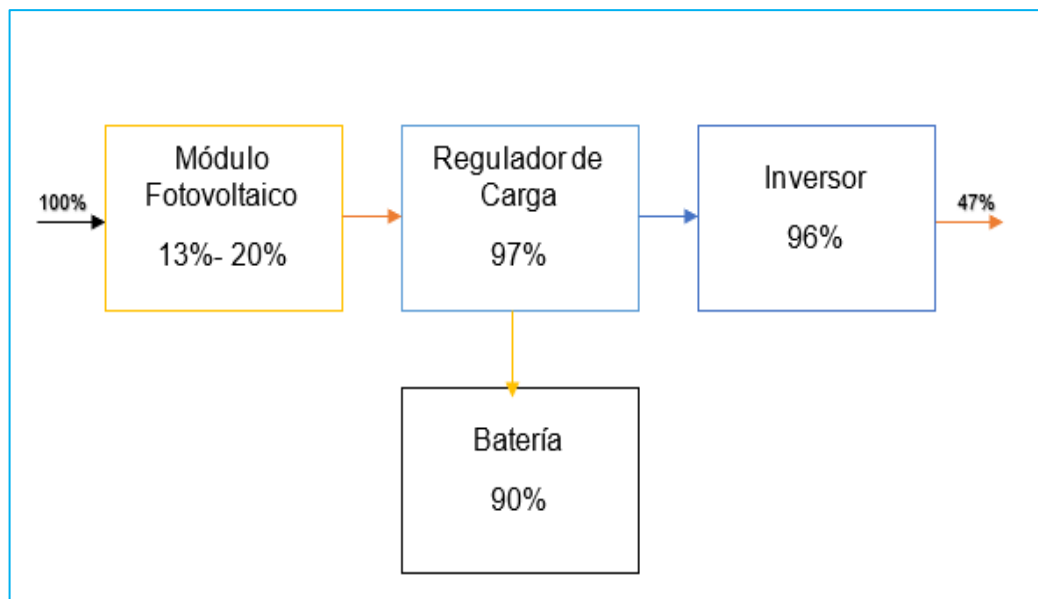 100%
Módulo
Fotovoltaico
13%- 20%
Regulador de
Carga
97%
Inversor
96%
47%
Batería
90%